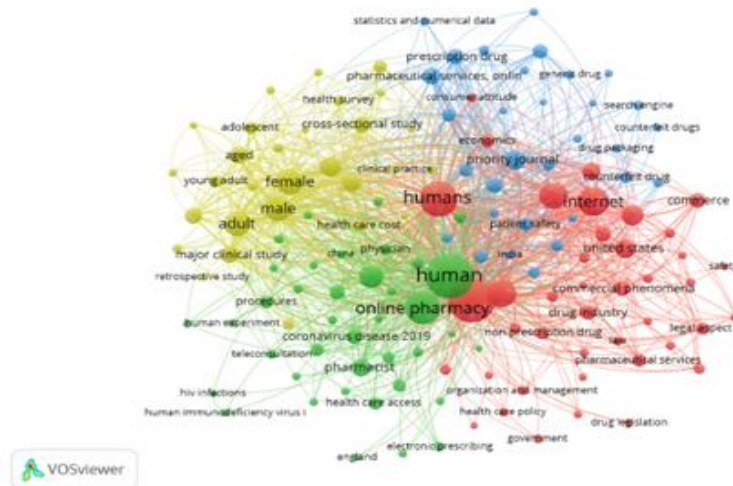 statistics and numerical data
prescription drug
pharmaceutical services, onlin
generic drug
health survey
consumer attitude
search engine
adolescent
cross-sectional study
counterfeit drugs
economics
drug packaging
aged
clinical practice
priority journal
counterfeit drug
young adult
female
humans
internet
commerce
adult
male
health care cost
patient safety
major clinical study
china
physician
india
united states
retrospective study
human
safet
procedures
online pharmacy
commercial phenomena
drug industry
human experiment
coronavirus disease 2019
non prescription drug
law
legal aspect
teleconsultation
pharmacist
pharmaceutical services
hiv infections
health care access
organization and management
human immunodeficiency virus i
health care policy
drug legislation
electronic prescribing
government
england
VOSviewer